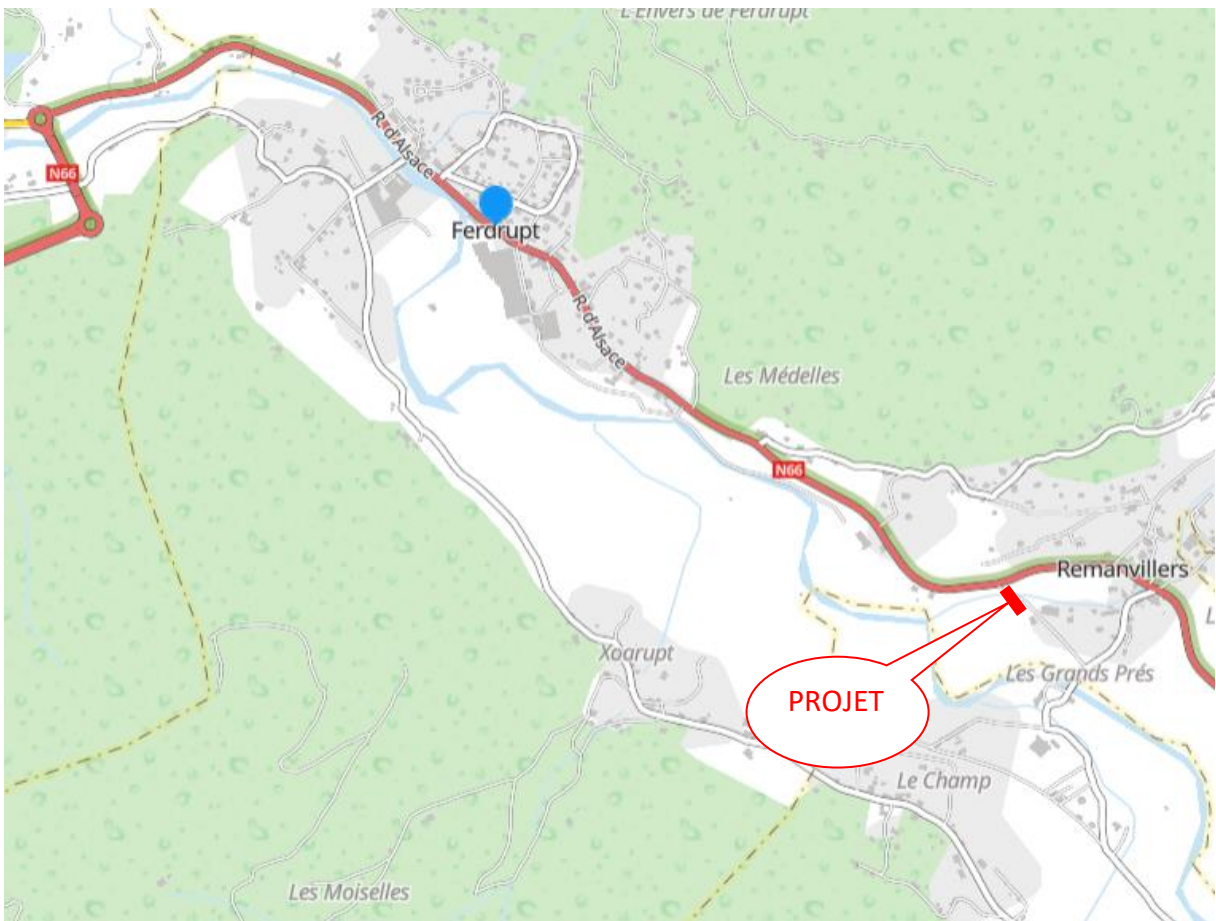 L'Envers de Ferdrupt
R. d'Alsace
N66
Ferdrupt
R. d'Alsace
Les Médelles
N66
Remanvillers
Xoarupt
Les Grands Prés
PROJET
Le Champ
Les Moiselles